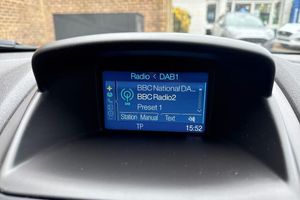 Radio < DAB1
BBC National DA..
BBC Radio2
Preset 1
Station Manual Text
TP 15:52